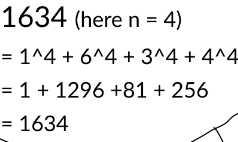 1634 (here n = 4)
= 1^4 + 6^4 + 3^4 + 4^4
= 1 + 1296 +81 + 256
= 1634